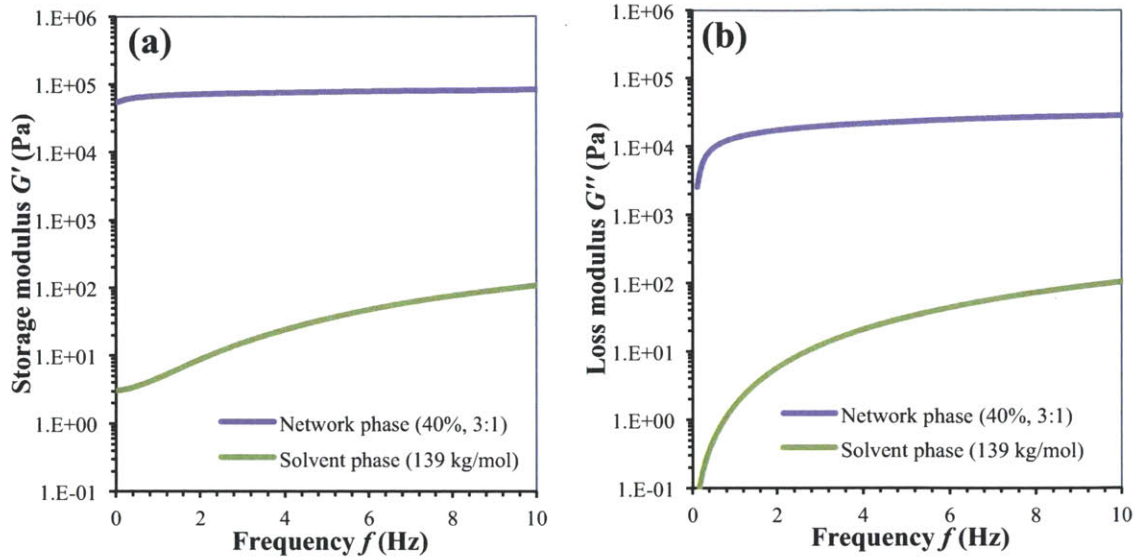 (a)
1.E+06
1.E+05
1.E+04
1.E+03
1.E+02
1.E+01
1.E+00
1.E-01
Storage modulus G' (Pa)
Network phase (40%, 3:1)
Solvent phase (139 kg/mol)
0 2 4 6 8 10
Frequency f (Hz)
(b)
1.E+06
1.E+05
1.E+04
1.E+03
1.E+02
1.E+01
1.E+00
1.E-01
Loss modulus G'' (Pa)
Network phase (40%, 3:1)
Solvent phase (139 kg/mol)
0 2 4 6 8 10
Frequency f (Hz)